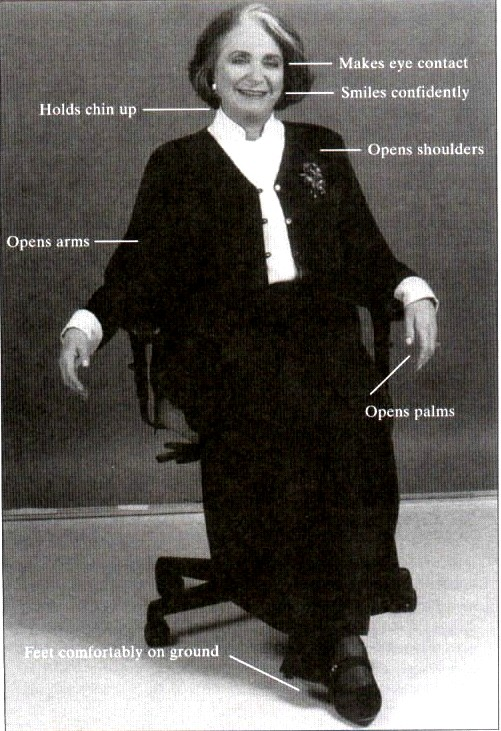 Makes eye contact
Smiles confidently
Holds chin up
Opens shoulders
Opens arms
Opens palms
Feet comfortably on ground